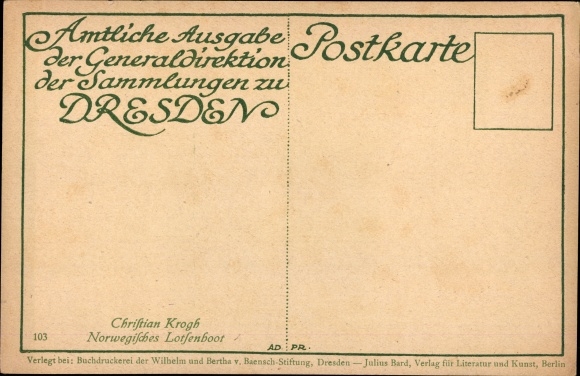 Amtliche Ausgabe
der Generaldirektion
der Sammlungen zu
DRESDEN
Postkarte
Chriſtian Krogh
103 Norwegiſches Lotſenboot
AD. PR.
Verlegt bei: Buchdruckerei der Wilhelm und Bertha v. Baensch-Stiftung, Dresden — Julius Bard, Verlag für Literatur und Kunst, Berlin